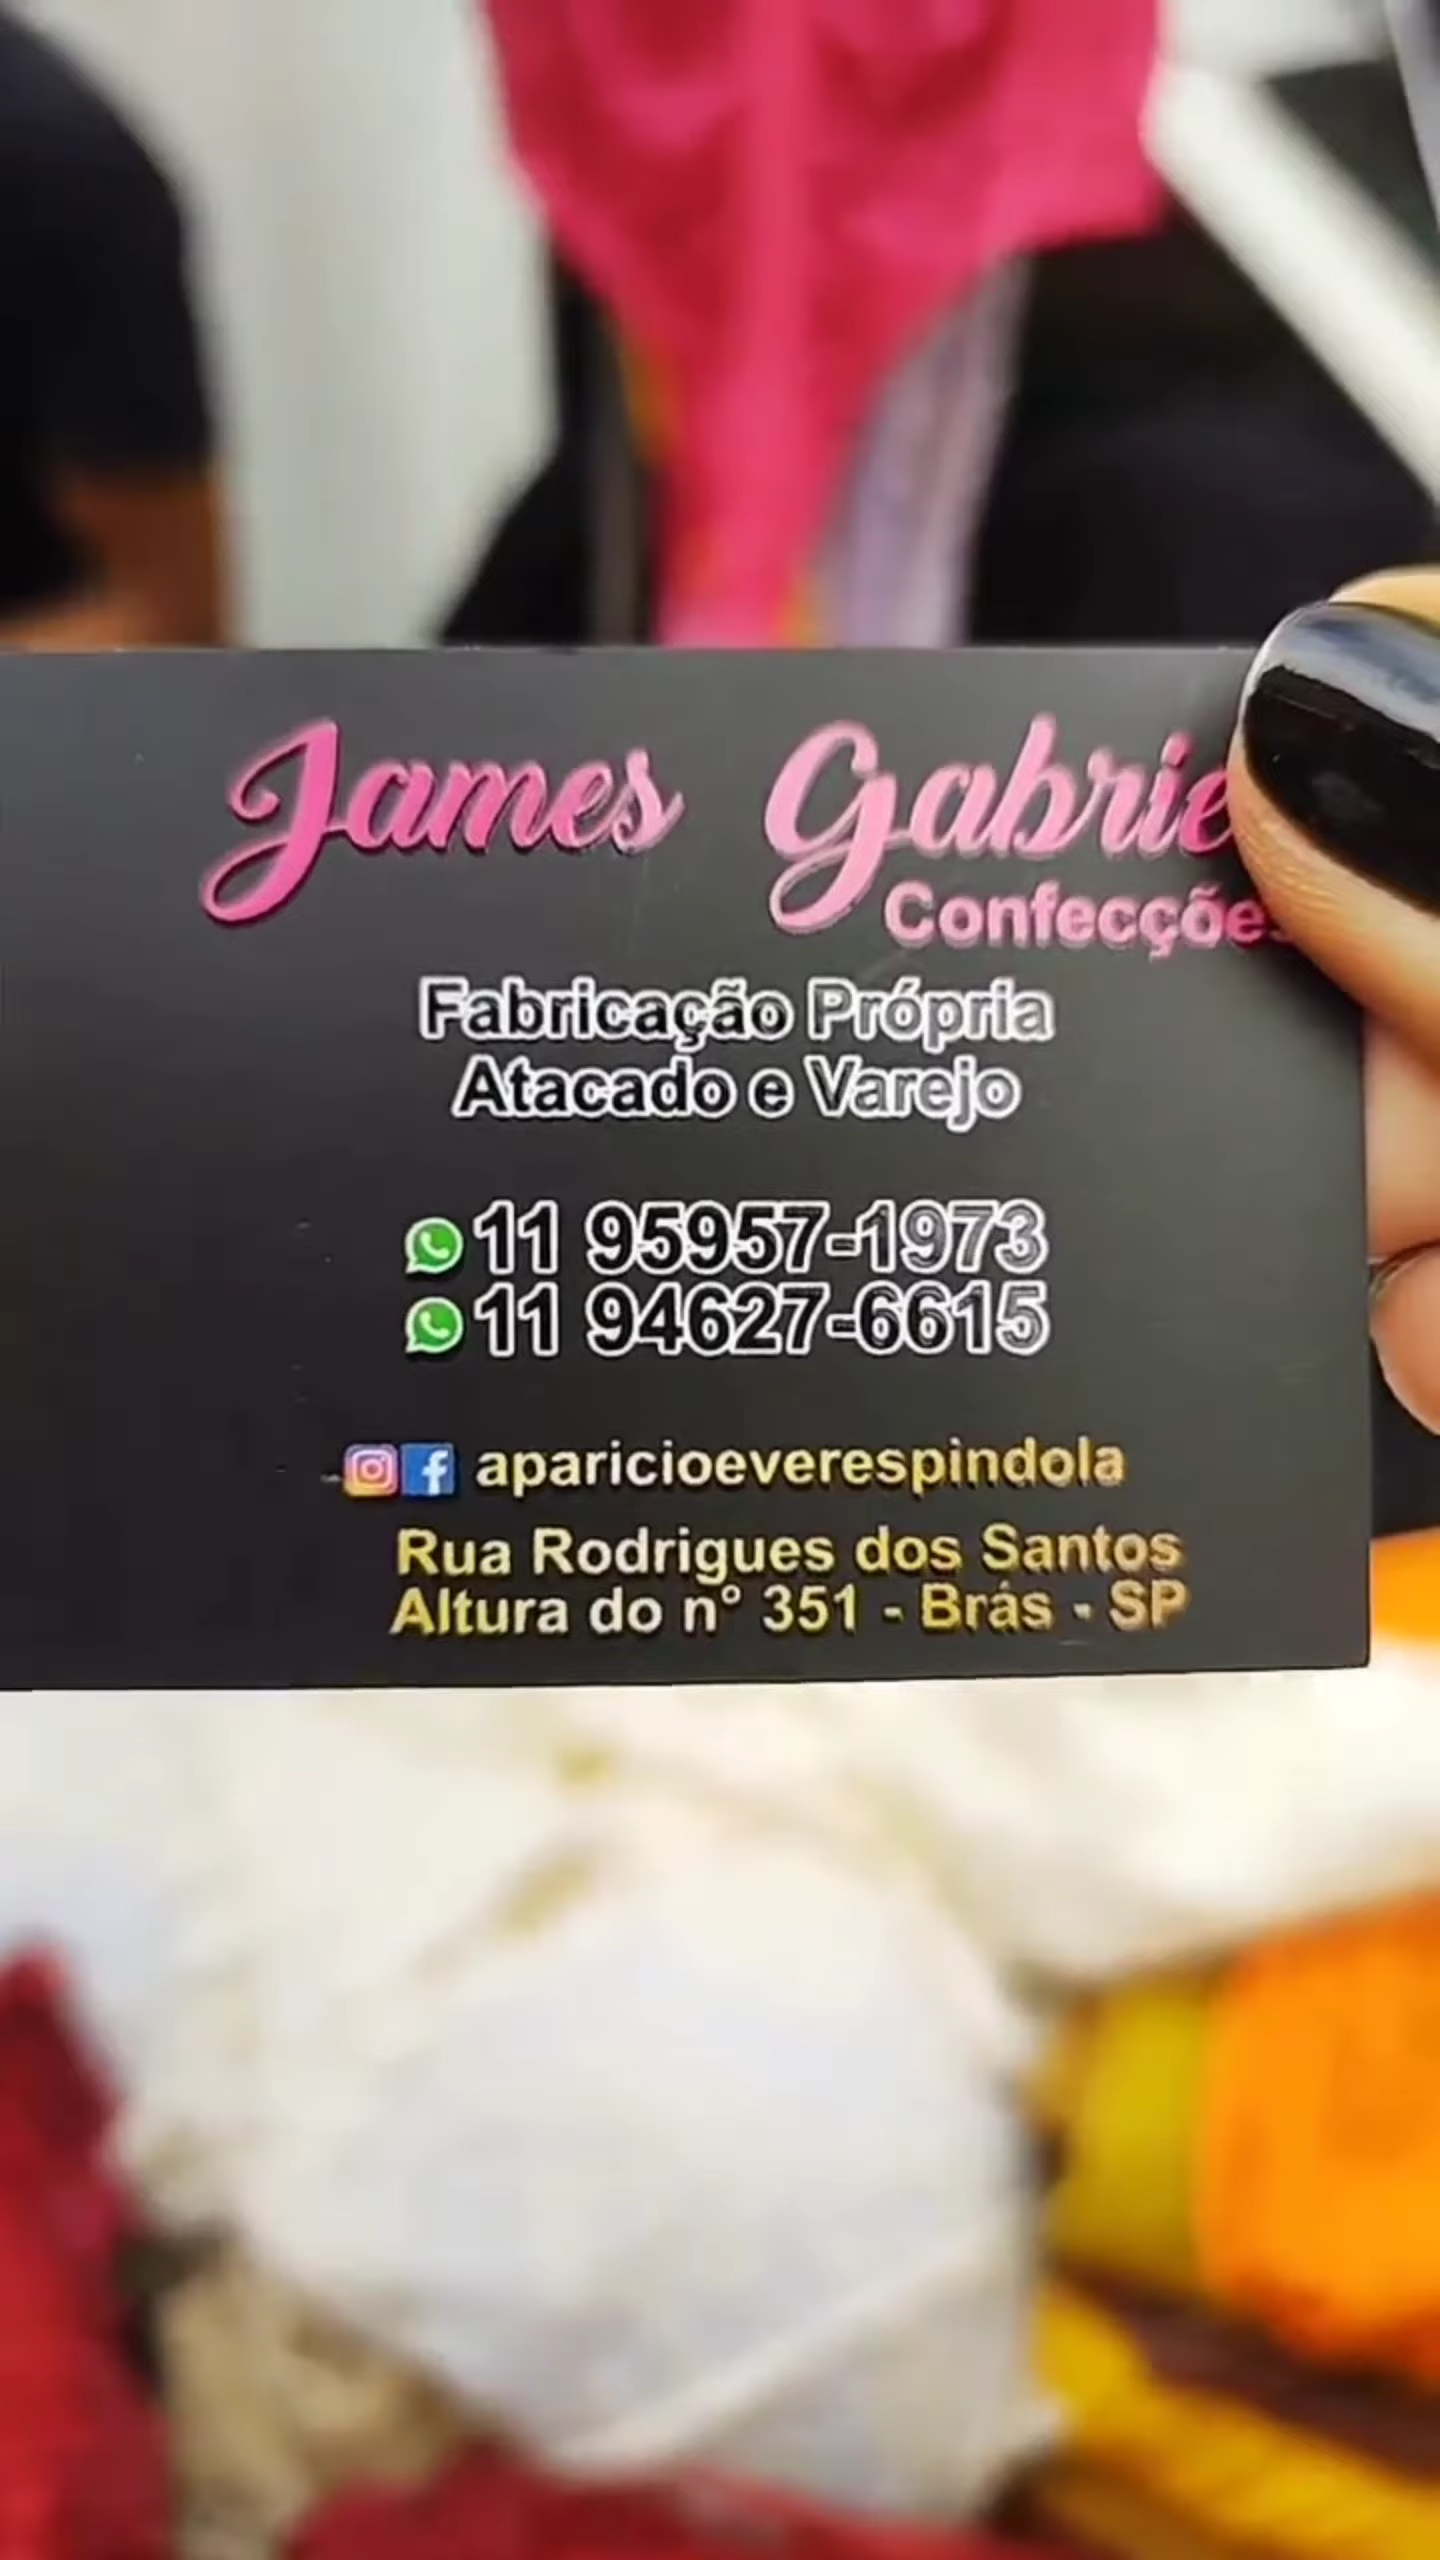 James Gabrie
Confecções
Fabricação Própria
Atacado e Varejo
11 95957-1973
11 94627-6615
aparicioeverespindola
Rua Rodrigues dos Santos
Altura do n° 351 - Brás - SP